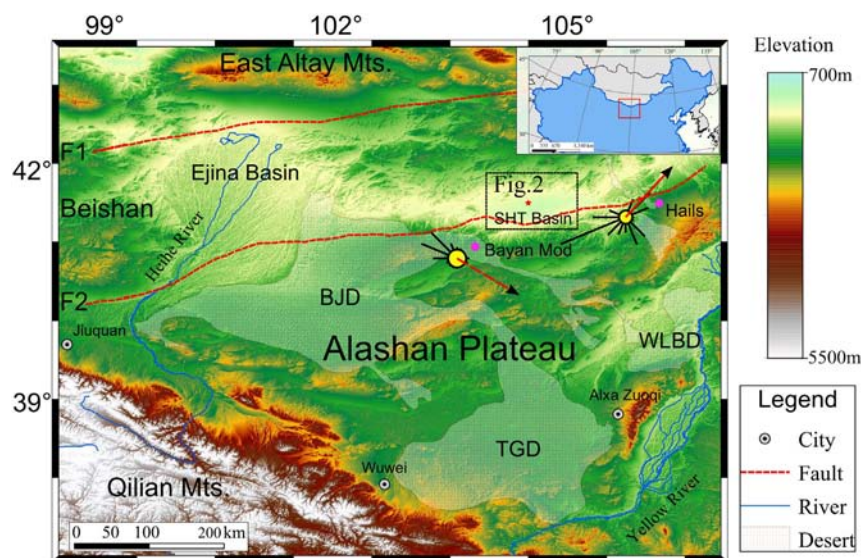 99°
102°
105°
Elevation
700m
5500m
42°
39°
East Altay Mts.
F1
Ejina Basin
Beishan
Heihe River
Fig.2
SHT Basin
Hails
Bayan Mod
F2
BJD
Jiuquan
Alashan Plateau
WLBD
Alxa Zuoqi
TGD
Wuwei
Qilian Mts.
Yellow River
0 50 100 200 km
Legend
City
Fault
River
Desert